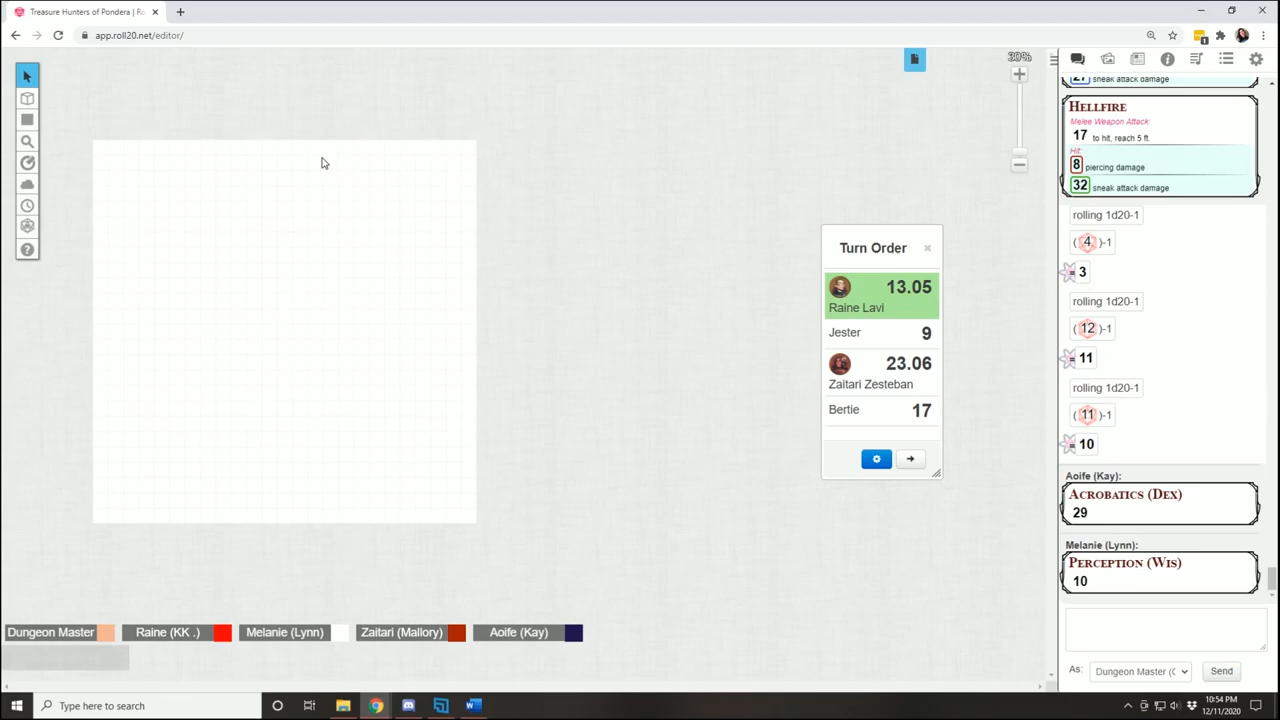 Treasure Hunters of Pondera | Ro
app.roll20.net/editor/
30%
27 sneak attack damage
HELLFIRE
Melee Weapon Attack:
17 to hit, reach 5 ft.
Hit:
8 piercing damage
32 sneak attack damage
rolling 1d20-1
(4)-1
= 3
rolling 1d20-1
(12)-1
= 11
rolling 1d20-1
(11)-1
= 10
Aoife (Kay):
ACROBATICS (DEX)
29
Melanie (Lynn):
PERCEPTION (WIS)
10
Turn Order
13.05
Raine Lavi
Jester 9
23.06
Zaitari Zesteban
Bertie 17
Dungeon Master Raine (KK .) Melanie (Lynn) Zaitari (Mallory) Aoife (Kay)
As: Dungeon Master (G Send
Type here to search
10:54 PM
12/11/2020